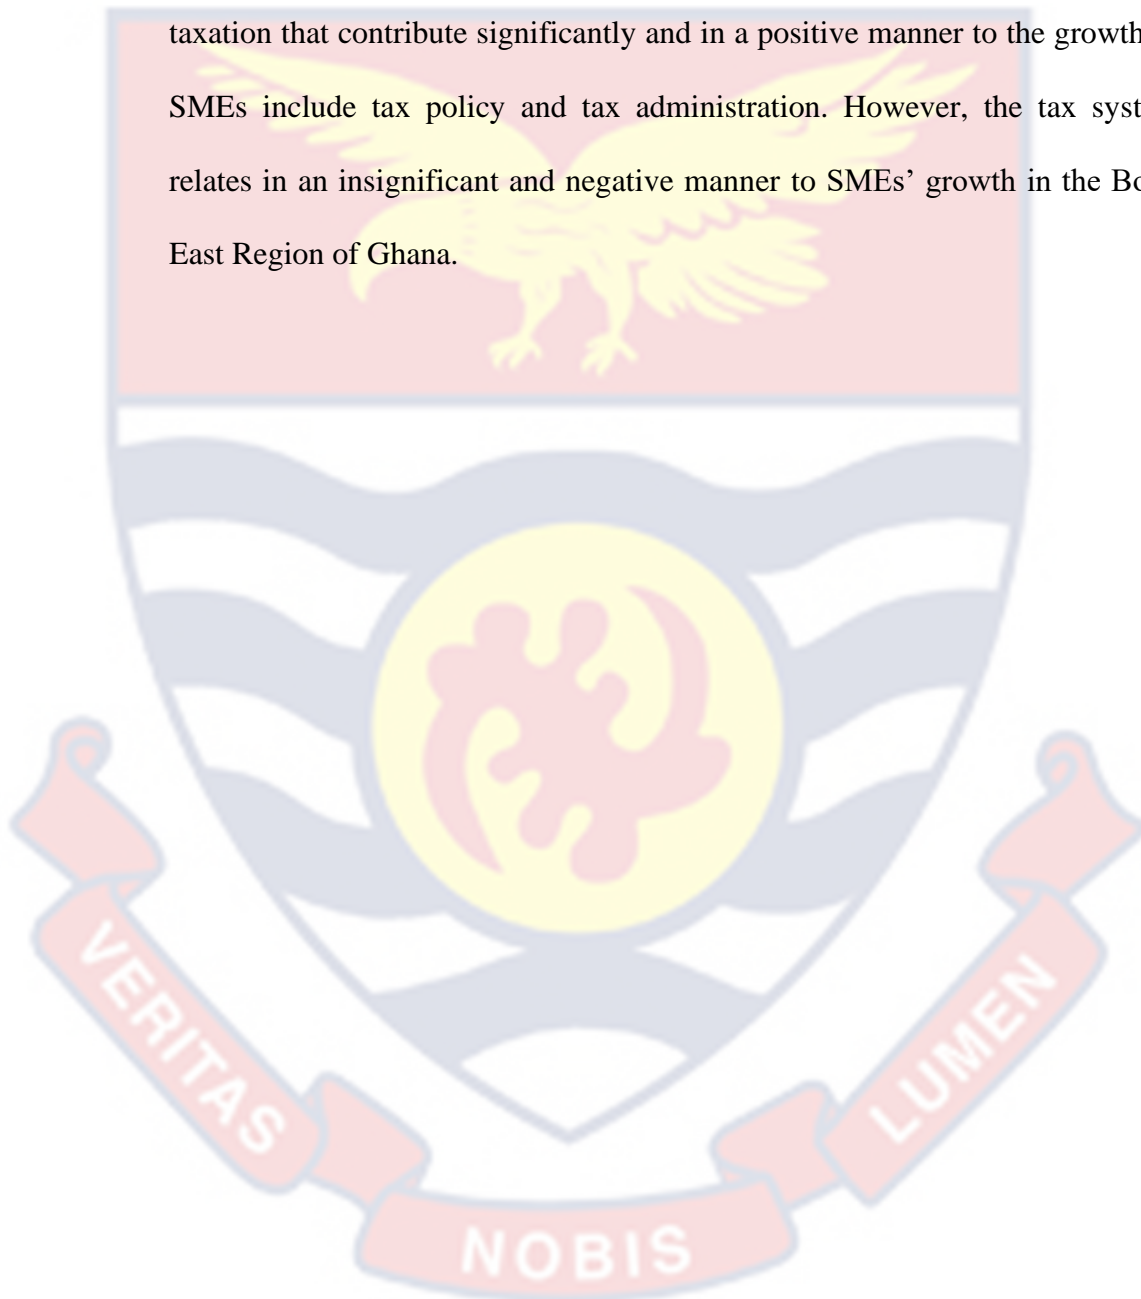 taxation that contribute significantly and in a positive manner to the growth
SMEs include tax policy and tax administration. However, the tax syst
relates in an insignificant and negative manner to SMEs’ growth in the Bo
East Region of Ghana.
VERITAS
NOBIS
LUMEN